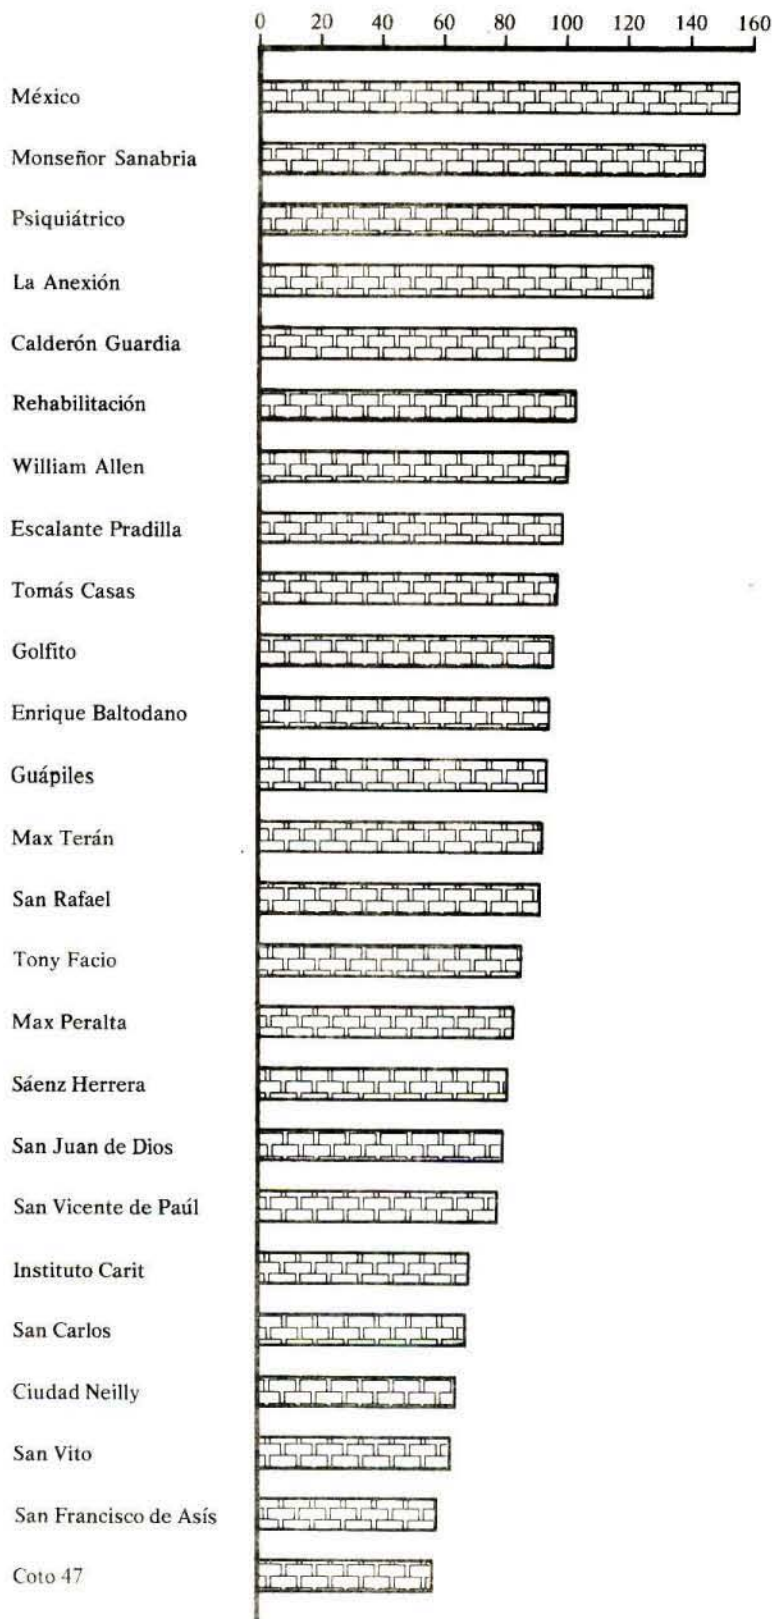 0 20 40 60 80 100 120 140 160
México
Monseñor Sanabria
Psiquiátrico
La Anexión
Calderón Guardia
Rehabilitación
William Allen
Escalante Pradilla
Tomás Casas
Golfito
Enrique Baltodano
Guápiles
Max Terán
San Rafael
Tony Facio
Max Peralta
Sáenz Herrera
San Juan de Dios
San Vicente de Paúl
Instituto Carit
San Carlos
Ciudad Neilly
San Vito
San Francisco de Asís
Coto 47